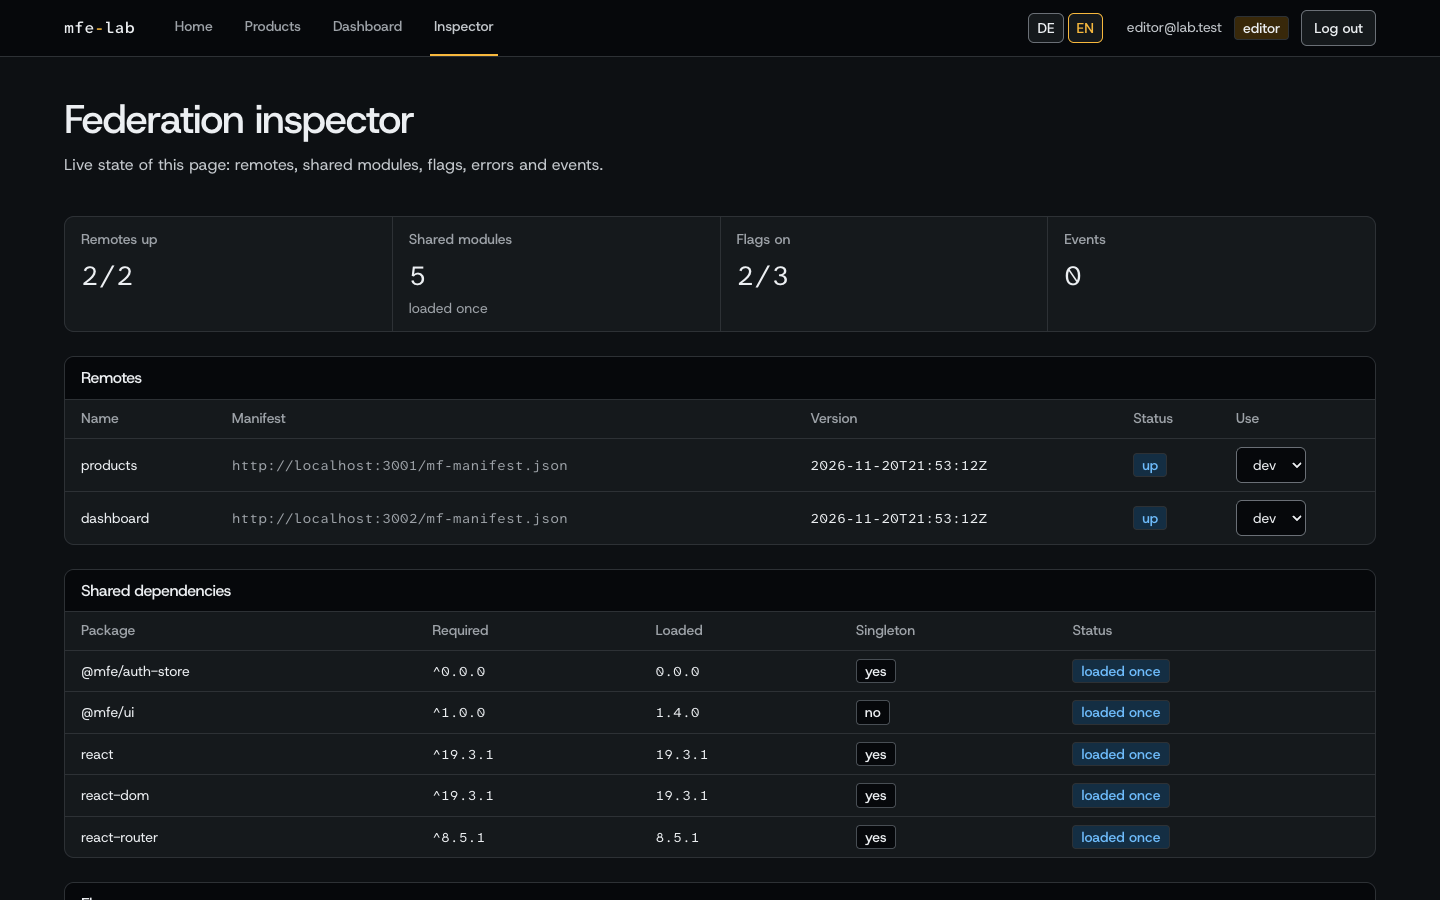 mfe-lab Home Products Dashboard Inspector DE EN editor@lab.test editor Log out
Federation inspector
Live state of this page: remotes, shared modules, flags, errors and events.
Remotes up Shared modules Flags on Events
2/2 5 2/3 0
loaded once
Remotes
Name Manifest Version Status Use
products http://localhost:3001/mf-manifest.json 2026-11-20T21:53:12Z up dev
dashboard http://localhost:3002/mf-manifest.json 2026-11-20T21:53:12Z up dev
Shared dependencies
Package Required Loaded Singleton Status
@mfe/auth-store ^0.0.0 0.0.0 yes loaded once
@mfe/ui ^1.0.0 1.4.0 no loaded once
react ^19.3.1 19.3.1 yes loaded once
react-dom ^19.3.1 19.3.1 yes loaded once
react-router ^8.5.1 8.5.1 yes loaded once